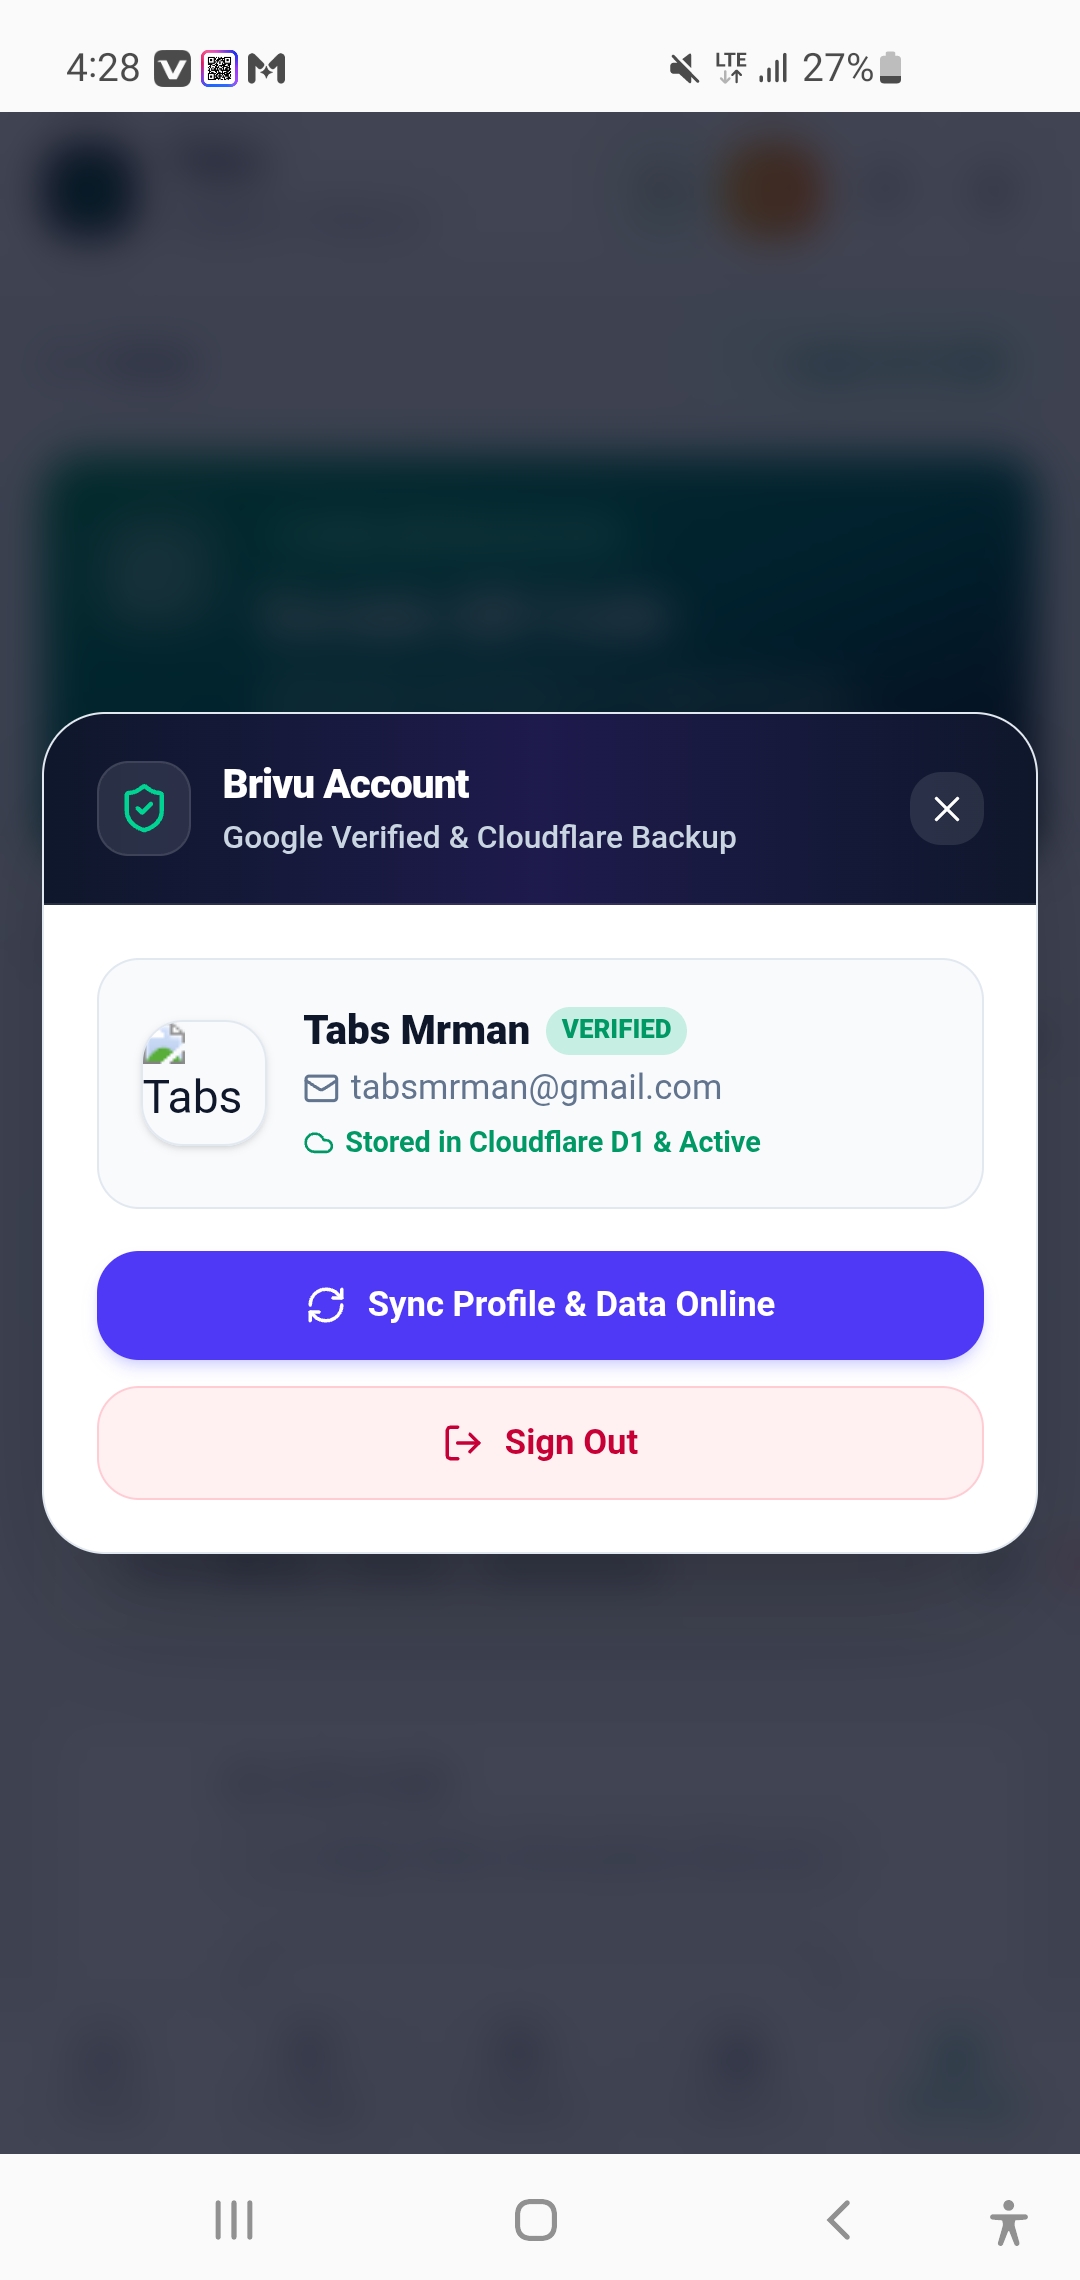 4:28
LTE
27%
Brivu Account
Google Verified & Cloudflare Backup
Tabs Mrman VERIFIED
Tabs
tabsmrman@gmail.com
Stored in Cloudflare D1 & Active
Sync Profile & Data Online
Sign Out